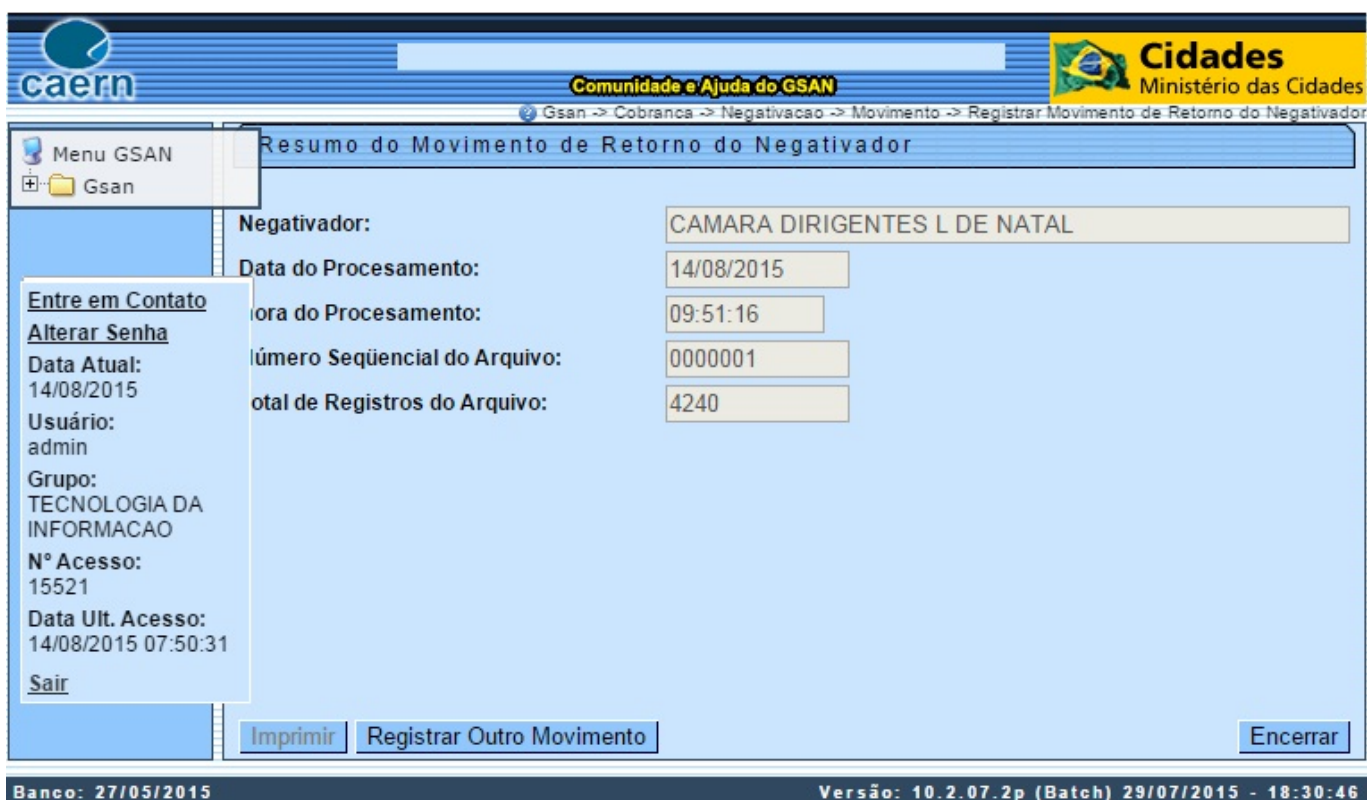 caern
Comunidade e Ajuda do GSAN
Cidades
Ministério das Cidades
Gsan -> Cobranca -> Negativacao -> Movimento -> Registrar Movimento de Retorno do Negativador
Menu GSAN
Gsan
Resumo do Movimento de Retorno do Negativador
Negativador: CAMARA DIRIGENTES L DE NATAL
Data do Procesamento: 14/08/2015
ora do Procesamento: 09:51:16
úmero Seqüencial do Arquivo: 0000001
otal de Registros do Arquivo: 4240
Entre em Contato
Alterar Senha
Data Atual:
14/08/2015
Usuário:
admin
Grupo:
TECNOLOGIA DA
INFORMACAO
Nº Acesso:
15521
Data Ult. Acesso:
14/08/2015 07:50:31
Sair
Imprimir Registrar Outro Movimento Encerrar
Banco: 27/05/2015 Versão: 10.2.07.2p (Batch) 29/07/2015 - 18:30:46